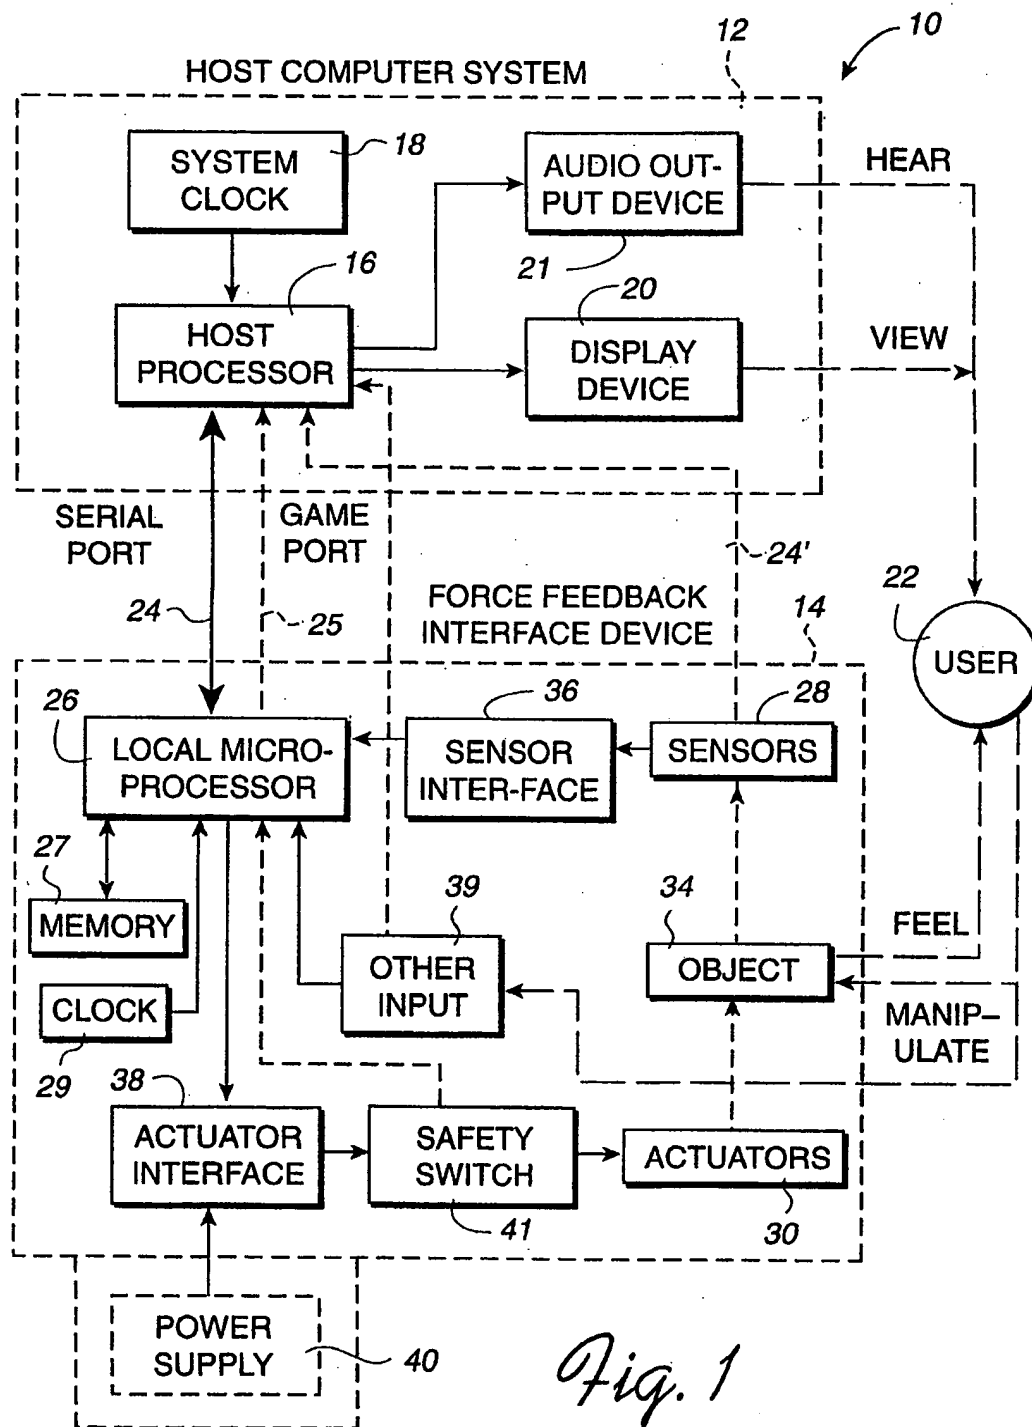 10
12
HOST COMPUTER SYSTEM
SYSTEM
CLOCK
18
AUDIO OUT-
PUT DEVICE
HEAR
21
16
20
HOST
PROCESSOR
DISPLAY
DEVICE
VIEW
SERIAL
PORT
GAME
PORT
24'
24
25
FORCE FEEDBACK
INTERFACE DEVICE
14
22
USER
26
36
28
LOCAL MICRO-
PROCESSOR
SENSOR
INTER-FACE
SENSORS
27
MEMORY
39
34
FEEL
OTHER
INPUT
OBJECT
CLOCK
29
MANIP-
ULATE
38
ACTUATOR
INTERFACE
SAFETY
SWITCH
ACTUATORS
41
30
POWER
SUPPLY
40
Fig. 1